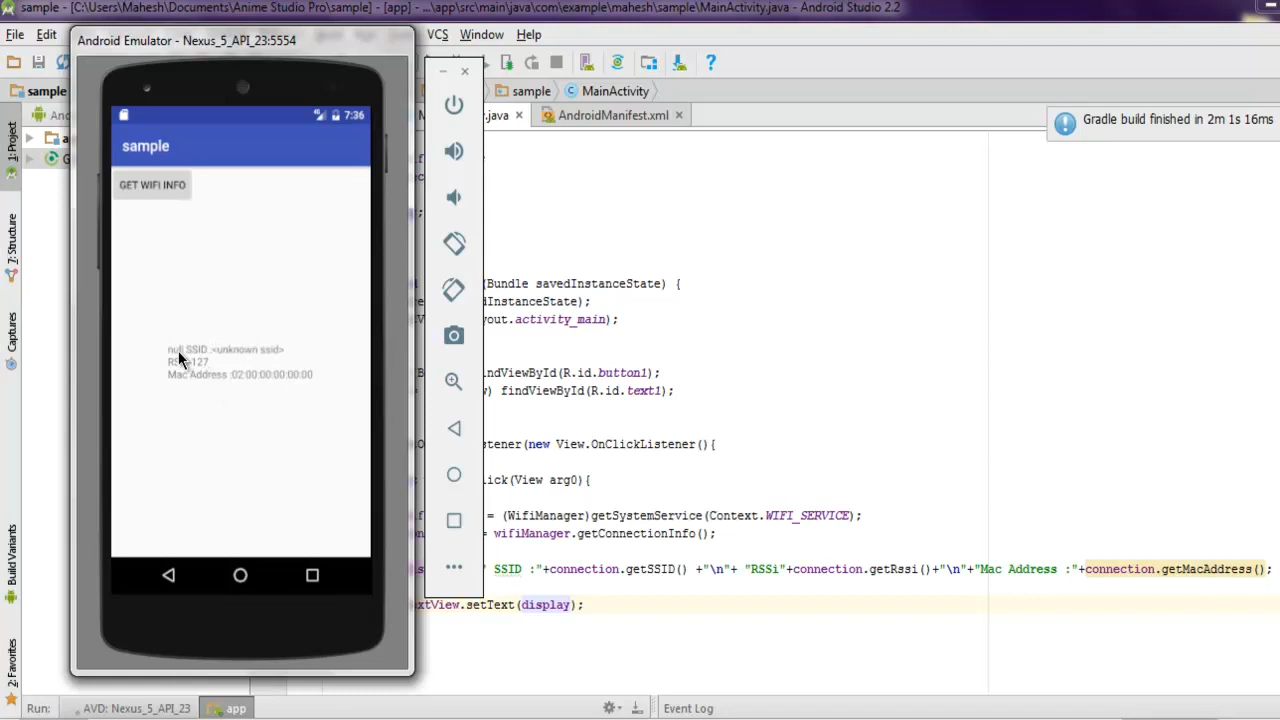 sample - [C:\Users\Mahesh\Documents\Anime Studio Pro\sample] - [app] - ...\app\src\main\java\com\example\mahesh\sample\MainActivity.java - Android Studio 2.2
File Edit VCS Window Help
Android Emulator - Nexus_5_API_23:5554
sample sample MainActivity
.java AndroidManifest.xml
Gradle build finished in 2m 1s 16ms
1: Project
7: Structure
Captures
Build Variants
2: Favorites
7:36
sample
GET WIFI INFO
SSID :<unknown ssid>
127
Mac Address :02:00:00:00:00:00
(Bundle savedInstanceState) {
edInstanceState);
yout.activity_main);
indViewById(R.id.button1);
) findViewById(R.id.text1);
stener(new View.OnClickListener(){
ick(View arg0){
= (WifiManager)getSystemService(Context.WIFI_SERVICE);
= wifiManager.getConnectionInfo();
" SSID :"+connection.getSSID() +"\n"+ "RSSi"+connection.getRssi()+"\n"+"Mac Address :"+connection.getMacAddress();
xtView.setText(display);
Run: AVD: Nexus_5_API_23 app Event Log